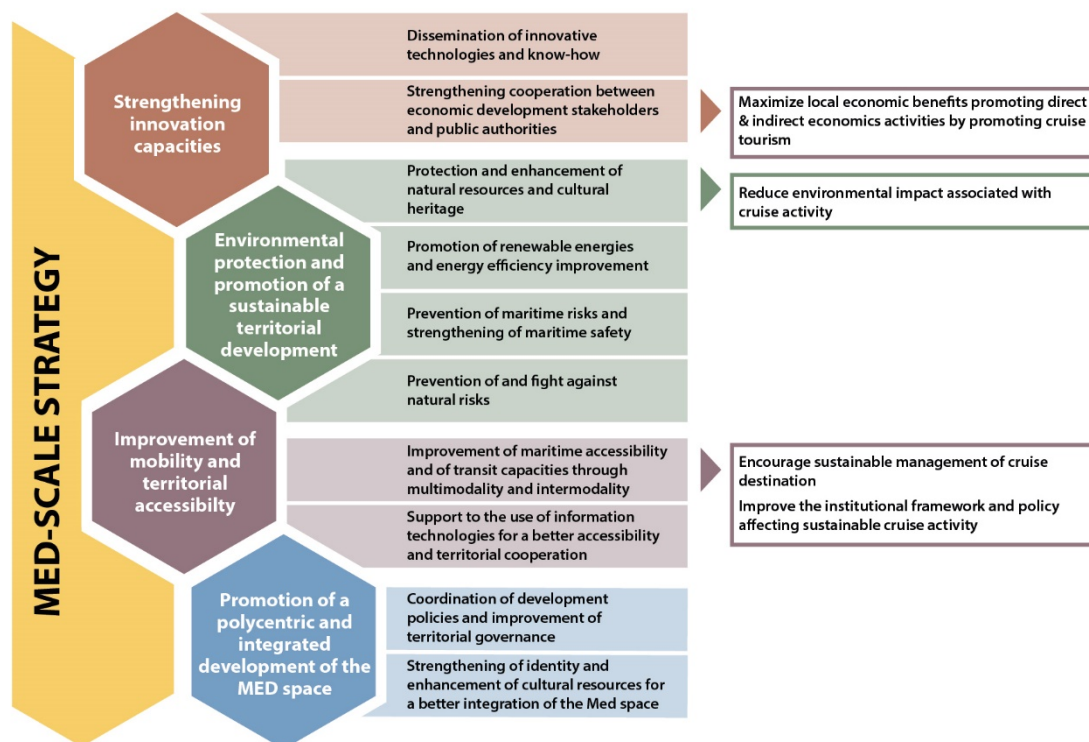 MED-SCALE STRATEGY
Strengthening
innovation
capacities
Dissemination of innovative
technologies and know-how
Strengthening cooperation between
economic development stakeholders
and public authorities
Maximize local economic benefits promoting direct
& indirect economics activities by promoting cruise
tourism
Environmental
protection and
promotion of a
sustainable
territorial
development
Protection and enhancement of
natural resources and cultural
heritage
Reduce environmental impact associated with
cruise activity
Promotion of renewable energies
and energy efficiency improvement
Prevention of maritime risks and
strengthening of maritime safety
Prevention of and fight against
natural risks
Improvement of
mobility and
territorial
accessibilty
Improvement of maritime accessibility
and of transit capacities through
multimodality and intermodality
Encourage sustainable management of cruise
destination
Improve the institutional framework and policy
affecting sustainable cruise activity
Support to the use of information
technologies for a better accessibility
and territorial cooperation
Promotion of a
polycentric and
integrated
development of the
MED space
Coordination of development
policies and improvement of
territorial governance
Strengthening of identity and
enhancement of cultural resources for
a better integration of the Med space